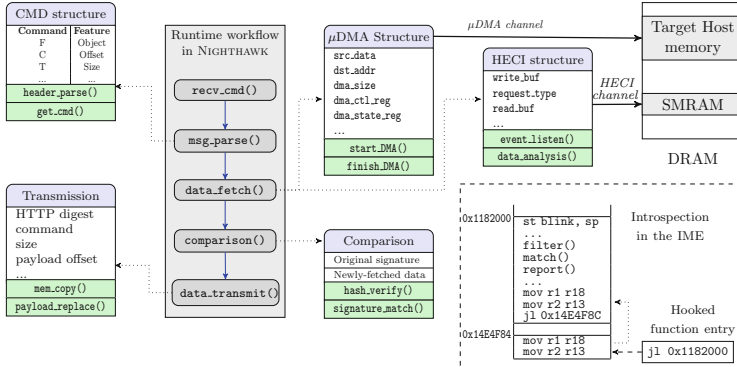 CMD structure
Command Feature
F Object
C Offset
T Size
... ...
header_parse()
get_cmd()
Transmission
HTTP digest
command
size
payload offset
...
mem_copy()
payload_replace()
Runtime workflow
in NIGHTHAWK
recv_cmd()
msg_parse()
data_fetch()
comparison()
data_transmit()
μDMA Structure
src_data
dst_addr
dma_size
dma_ctl_reg
dma_state_reg
...
start_DMA()
finish_DMA()
Comparison
Original signature
Newly-fetched data
hash_verify()
signature_match()
μDMA channel
HECI structure
write_buf
request_type
read_buf
...
event_listen()
data_analysis()
HECI
channel
Target Host
memory
SMRAM
DRAM
0x1182000
st blink, sp
...
filter()
match()
report()
...
mov r1 r18
mov r2 r13
jl 0x14E4F8C
0x14E4F84
mov r1 r18
mov r2 r13
Introspection
in the IME
Hooked
function entry
jl 0x1182000